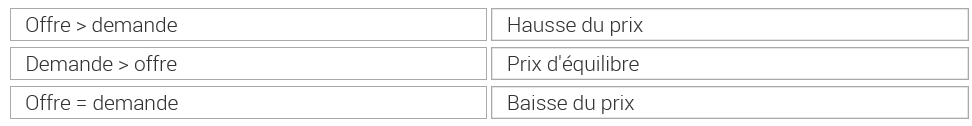 Offre > demande
Hausse du prix
Demande > offre
Prix d'équilibre
Offre = demande
Baisse du prix